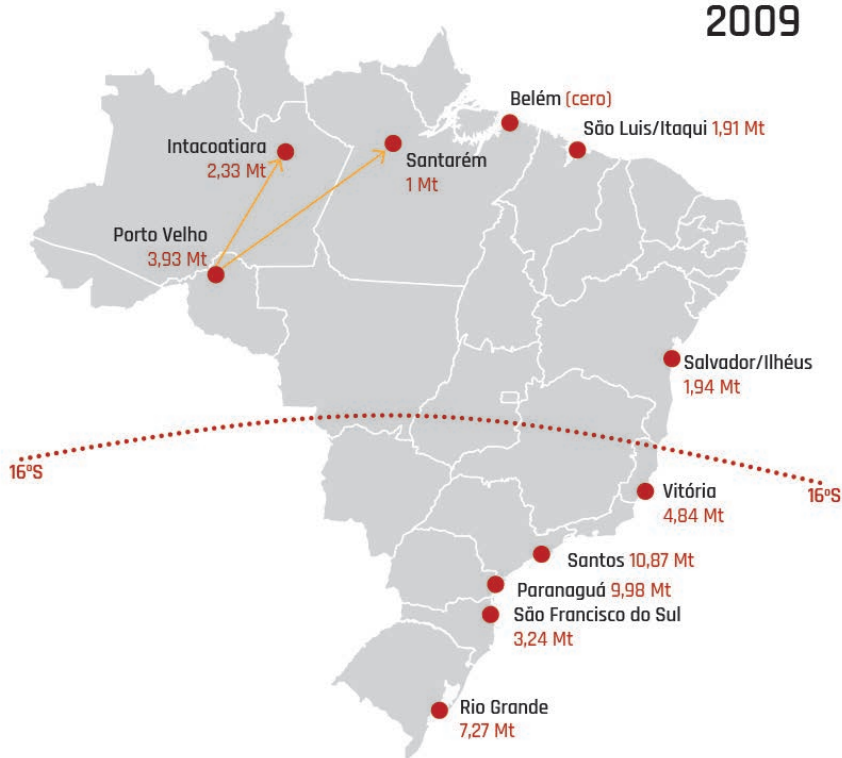 2009
Belém (cero)
São Luis/Itaqui 1,91 Mt
Intacoatiara
2,33 Mt
Santarém
1 Mt
Porto Velho
3,93 Mt
Salvador/Ilhéus
1,94 Mt
16ºS
16ºS
Vitória
4,84 Mt
Santos 10,87 Mt
Paranaguá 9,98 Mt
São Francisco do Sul
3,24 Mt
Rio Grande
7,27 Mt